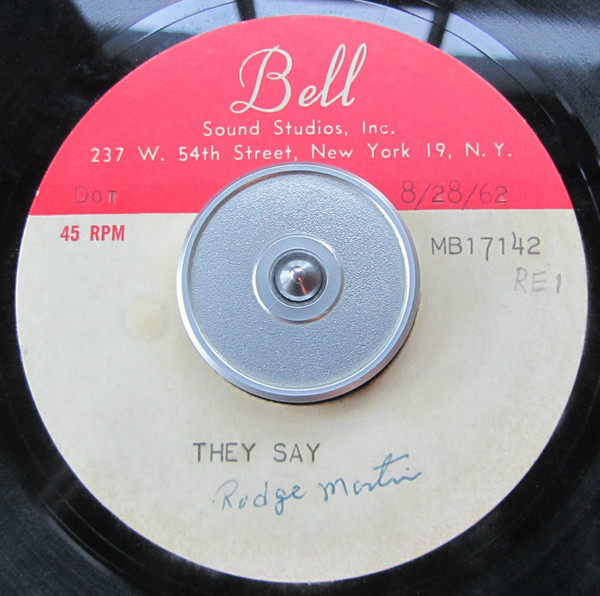 Bell
Sound Studios, Inc.
237 W. 54th Street, New York 19, N. Y.
DOT 8/28/62
45 RPM MB17142
RE1
THEY SAY
Rodge Martin